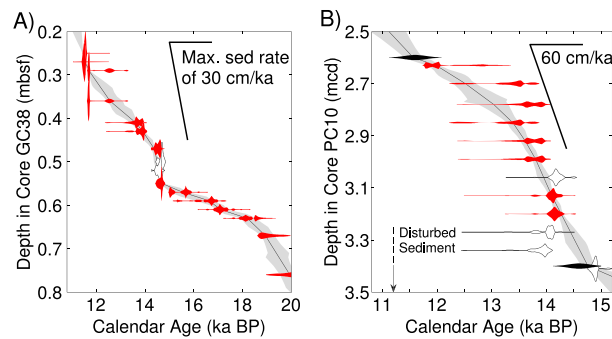 A)
Depth in Core GC38 (mbsf)
0.2
0.3
0.4
0.5
0.6
0.7
0.8
Max. sed rate
of 30 cm/ka
12
14
16
18
20
Calendar Age (ka BP)
B)
Depth in Core PC10 (mcd)
2.5
2.7
2.9
3.1
3.3
3.5
60 cm/ka
Disturbed
Sediment
11
12
13
14
15
Calendar Age (ka BP)